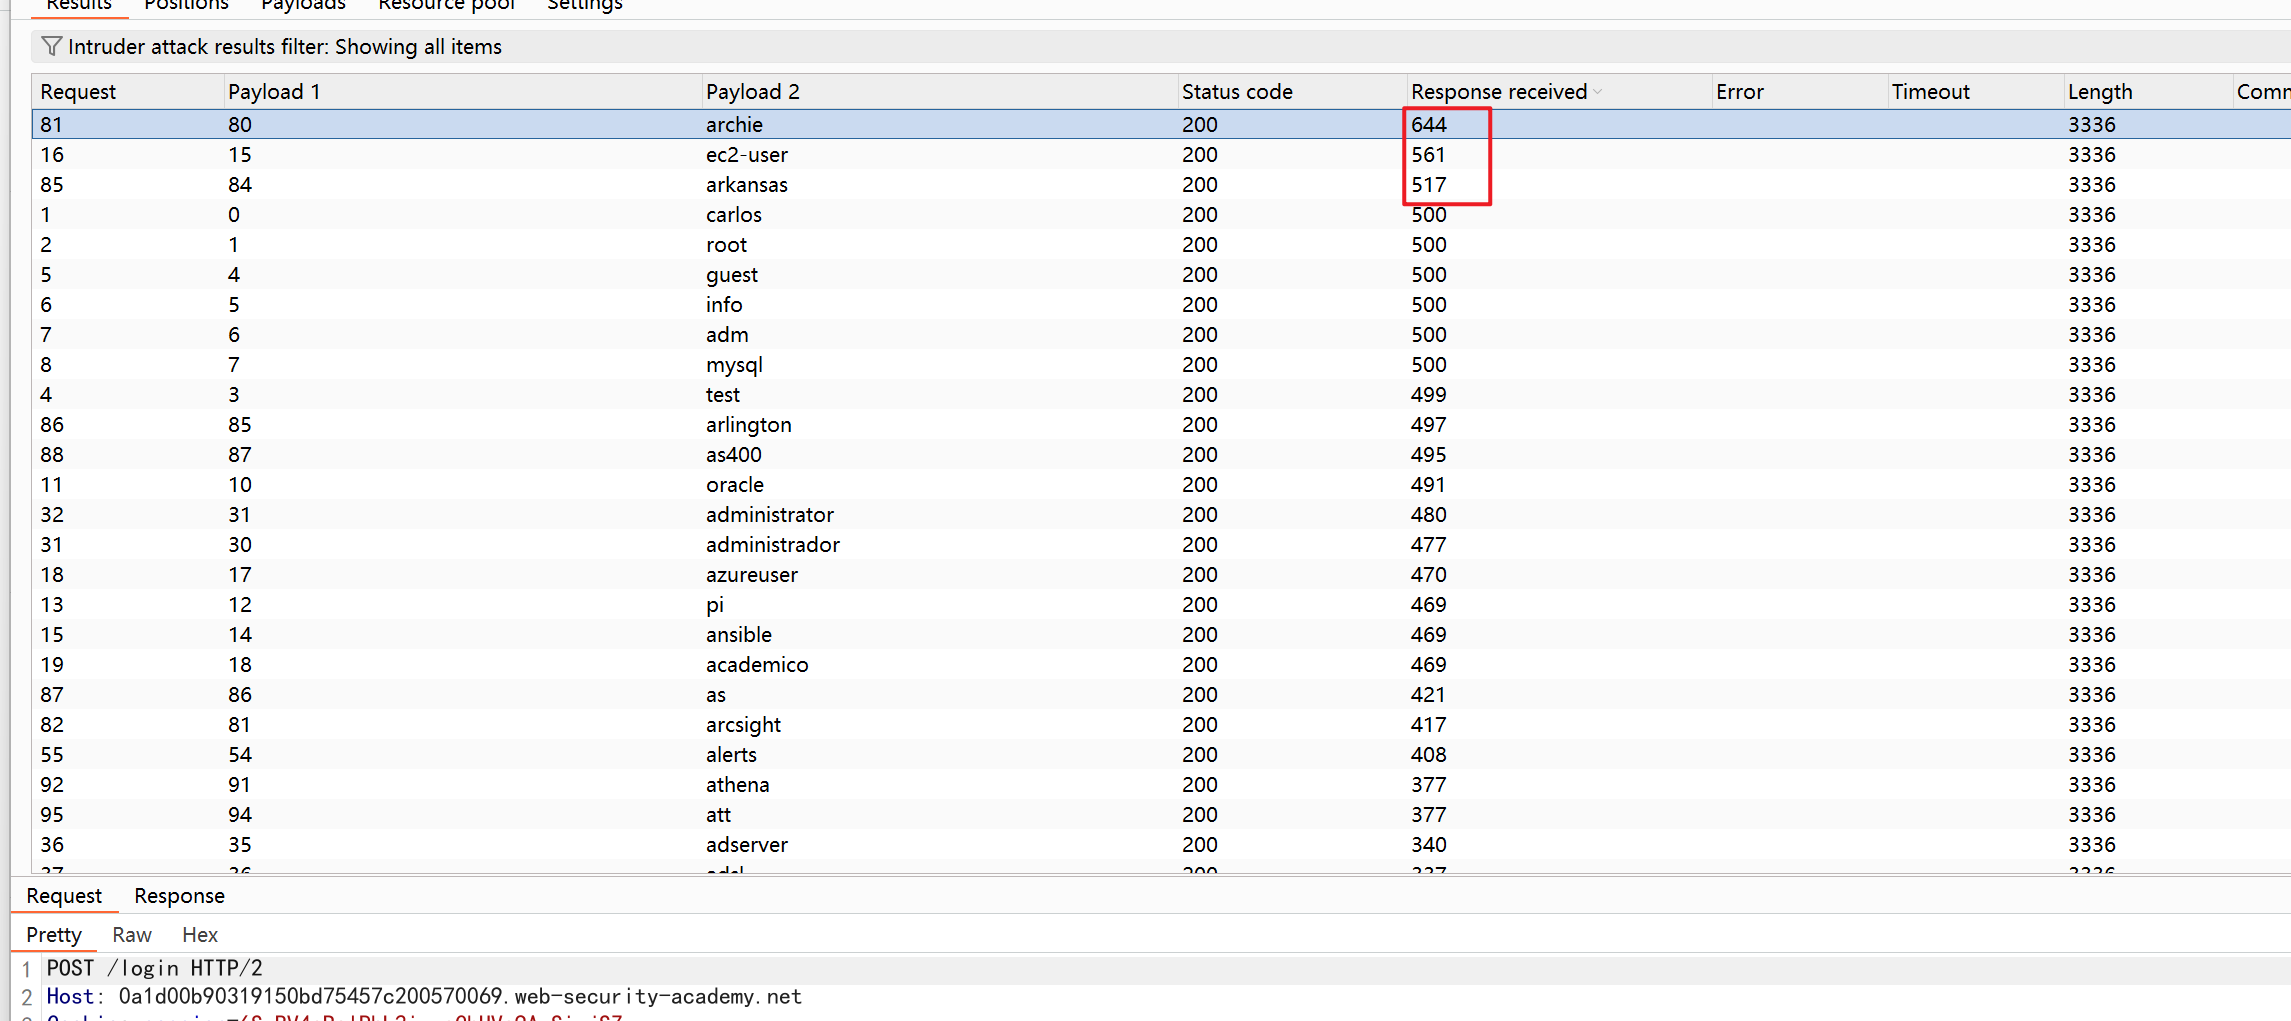 Results Positions Payloads Resource pool Settings
Intruder attack results filter: Showing all items
Request Payload 1 Payload 2 Status code Response received Error Timeout Length Comm
81 80 archie 200 644 3336
16 15 ec2-user 200 561 3336
85 84 arkansas 200 517 3336
1 0 carlos 200 500 3336
2 1 root 200 500 3336
5 4 guest 200 500 3336
6 5 info 200 500 3336
7 6 adm 200 500 3336
8 7 mysql 200 500 3336
4 3 test 200 499 3336
86 85 arlington 200 497 3336
88 87 as400 200 495 3336
11 10 oracle 200 491 3336
32 31 administrator 200 480 3336
31 30 administrador 200 477 3336
18 17 azureuser 200 470 3336
13 12 pi 200 469 3336
15 14 ansible 200 469 3336
19 18 academico 200 469 3336
87 86 as 200 421 3336
82 81 arcsight 200 417 3336
55 54 alerts 200 408 3336
92 91 athena 200 377 3336
95 94 att 200 377 3336
36 35 adserver 200 340 3336
37 36 adsl 200 337 3336
Request Response
Pretty Raw Hex
1 POST /login HTTP/2
2 Host: 0a1d00b90319150bd75457c200570069.web-security-academy.net